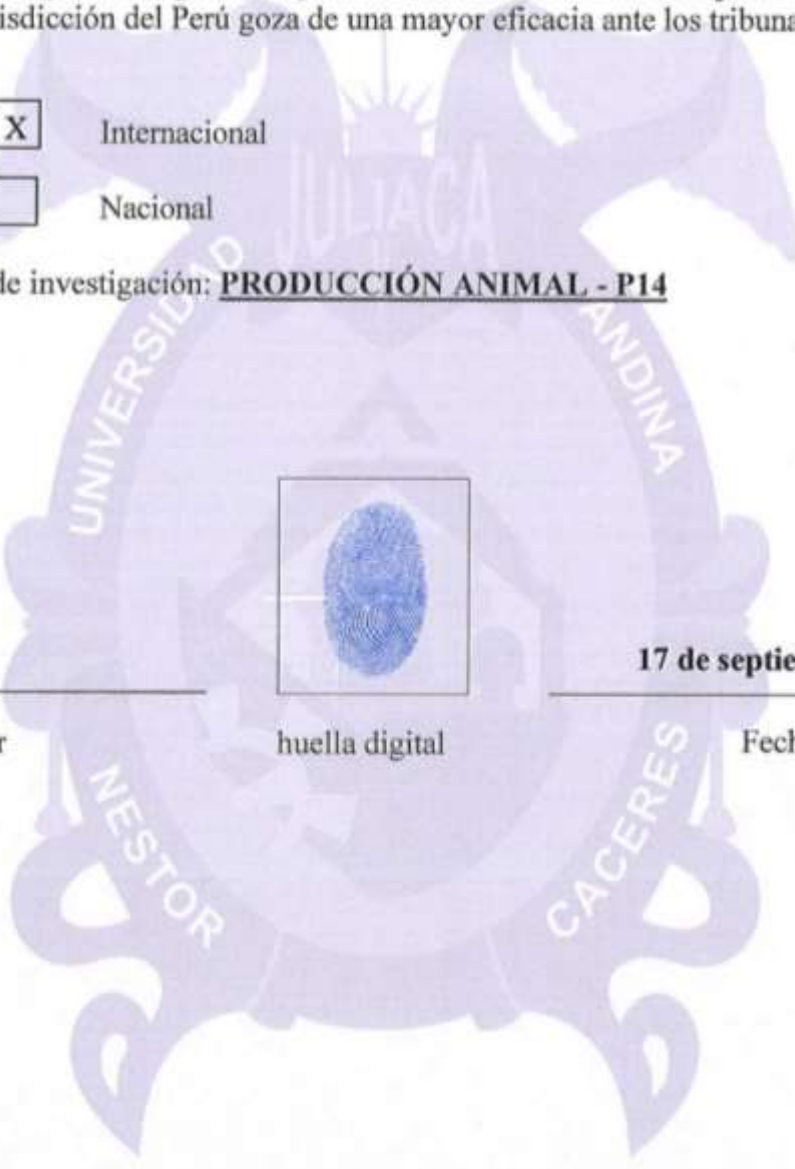 isdicción del Perú goza de una mayor eficacia ante los tribuna
X Internacional
Nacional
de investigación: PRODUCCIÓN ANIMAL - P14
JULIACA
UNIVERSIDAD ANDINA
17 de septie
r huella digital Fech
NESTOR CACERES